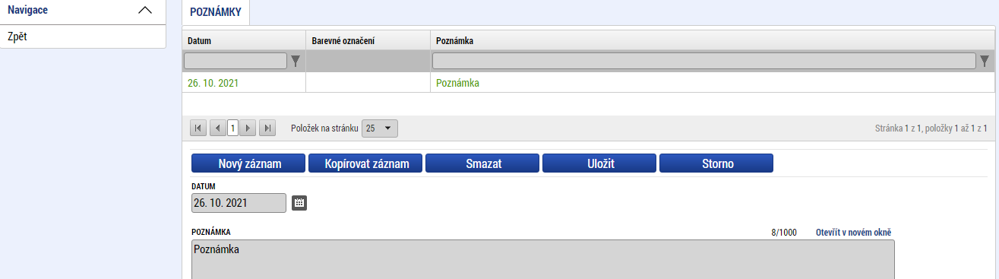 Navigace
Zpět
POZNÁMKY
Datum Barevné označení Poznámka
26. 10. 2021 Poznámka
1 Položek na stránku 25 Stránka 1 z 1, položky 1 až 1 z 1
Nový záznam Kopírovat záznam Smazat Uložit Storno
DATUM
26. 10. 2021
POZNÁMKA 8/1000 Otevřít v novém okně
Poznámka